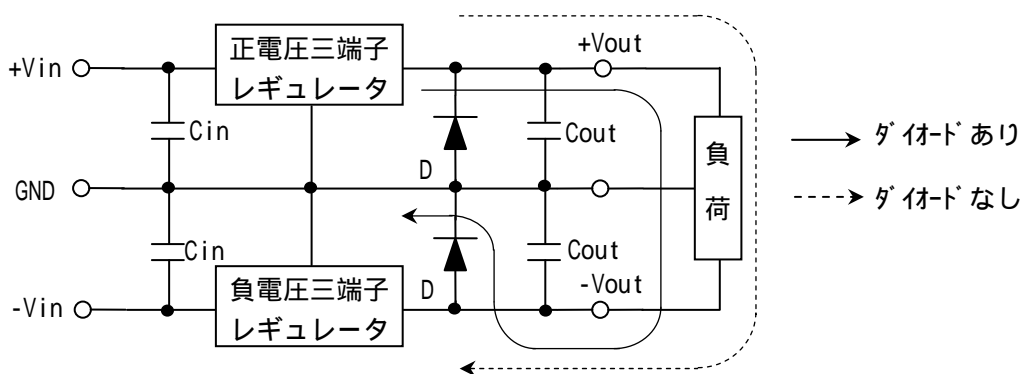 正電圧三端子
レギュレータ
+Vout
+Vin
Cin
Cout
D
負
荷
ダイオードあり
GND
ダイオードなし
Cin
Cout
D
-Vout
-Vin
負電圧三端子
レギュレータ